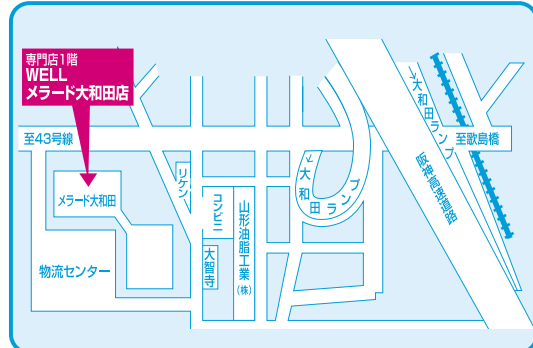 専門店1階
WELL
メラード大和田店
至43号線
至歌島橋
→大和田ランプ
阪神高速道路
→大和田ランプ
リケン
コンビニ
山形油脂工業(株)
大智寺
メラード大和田
物流センター